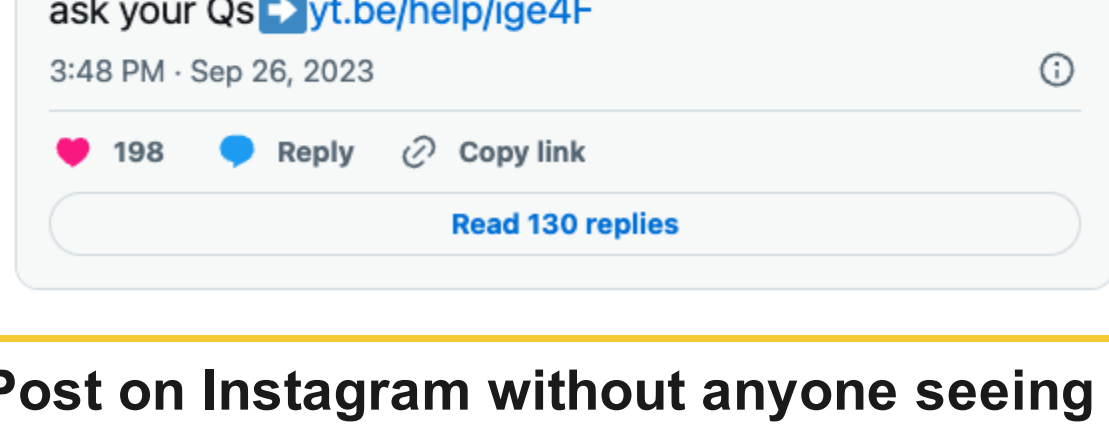 ask your Qs➡️yt.be/help/ige4F
3:48 PM · Sep 26, 2023
198 Reply Copy link
Read 130 replies
Post on Instagram without anyone seeing